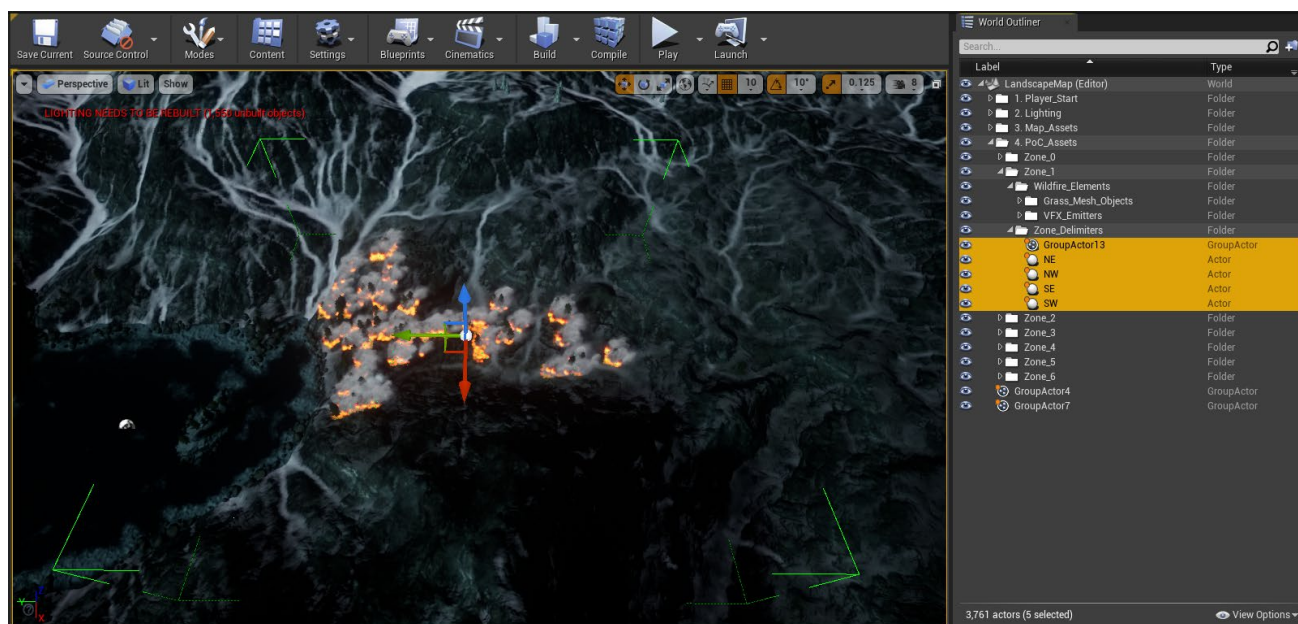 Save Current Source Control Modes Content Settings Blueprints Cinematics Build Compile Play Launch
Perspective Lit Show 10 10° 0.125 8
LIGHTING NEEDS TO BE REBUILT unbuilt objects)
World Outliner
Search...
Label Type
LandscapeMap (Editor) World
1. Player_Start Folder
2. Lighting Folder
3. Map_Assets Folder
4. PoC_Assets Folder
Zone_0 Folder
Zone_1 Folder
Wildfire_Elements Folder
Grass_Mesh_Objects Folder
VFX_Emitters Folder
Zone_Delimiters Folder
GroupActor13 GroupActor
NE Actor
NW Actor
SE Actor
SW Actor
Zone_2 Folder
Zone_3 Folder
Zone_4 Folder
Zone_5 Folder
Zone_6 Folder
GroupActor4 GroupActor
GroupActor7 GroupActor
3,761 actors (5 selected) View Options